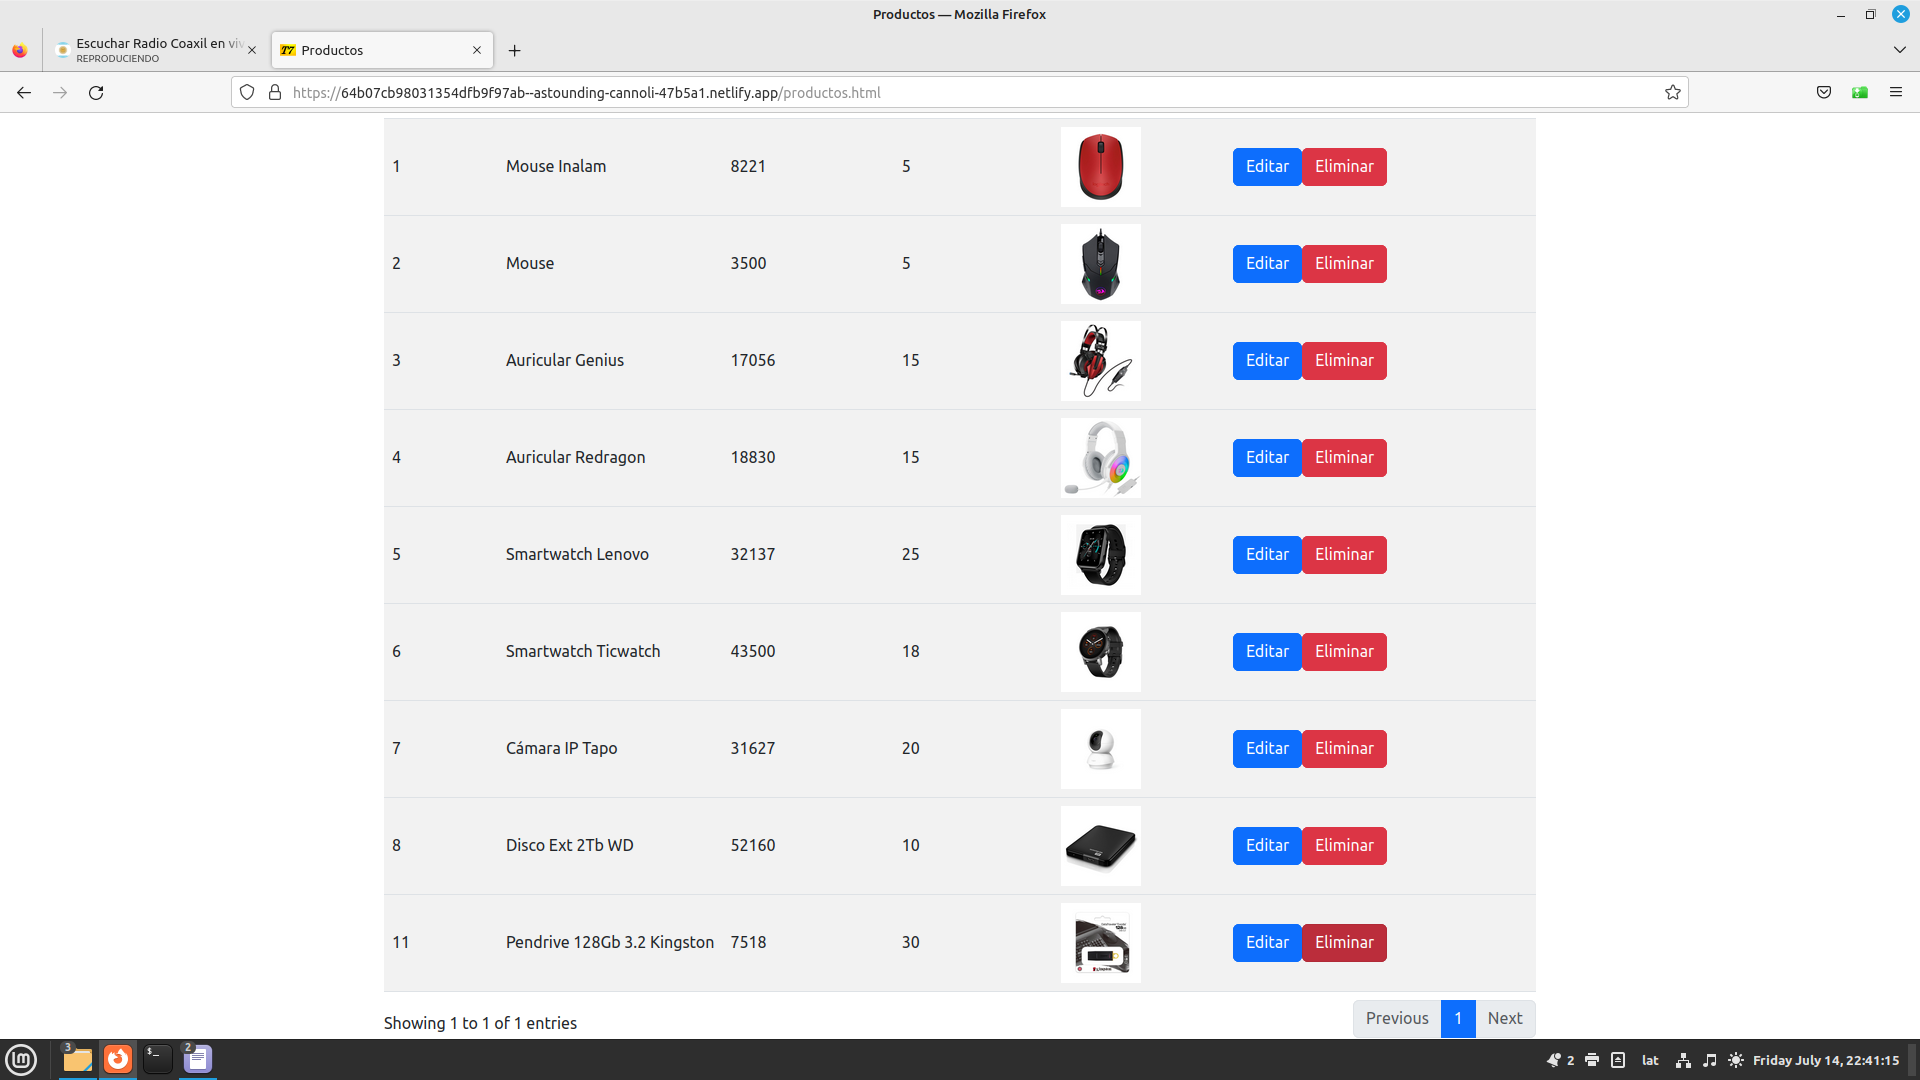 Productos — Mozilla Firefox
Escuchar Radio Coaxil en viv
REPRODUCIENDO
T7 Productos
https://64b07cb98031354dfb9f97ab--astounding-cannoli-47b5a1.netlify.app/productos.html
1 Mouse Inalam 8221 5 Editar Eliminar
2 Mouse 3500 5 Editar Eliminar
3 Auricular Genius 17056 15 Editar Eliminar
4 Auricular Redragon 18830 15 Editar Eliminar
5 Smartwatch Lenovo 32137 25 Editar Eliminar
6 Smartwatch Ticwatch 43500 18 Editar Eliminar
7 Cámara IP Tapo 31627 20 Editar Eliminar
8 Disco Ext 2Tb WD 52160 10 Editar Eliminar
11 Pendrive 128Gb 3.2 Kingston 7518 30 Editar Eliminar
Showing 1 to 1 of 1 entries
Previous 1 Next
3
2
2 lat Friday July 14, 22:41:15